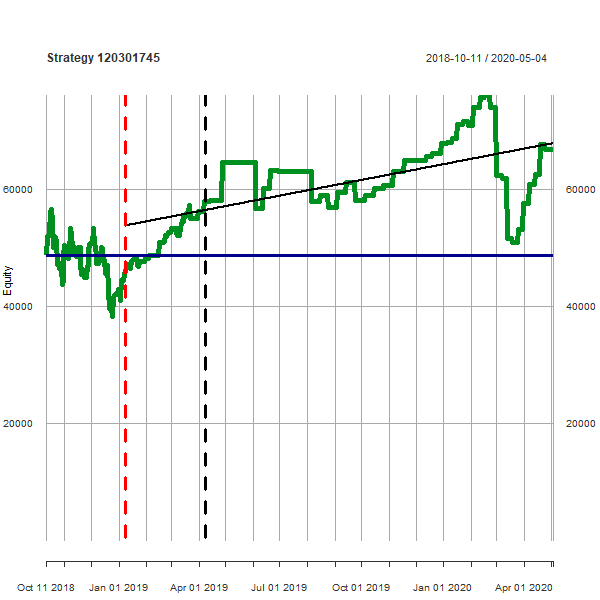 Strategy 120301745
2018-10-11 / 2020-05-04
60000
60000
40000
40000
20000
20000
Equity
Oct 11 2018
Jan 01 2019
Apr 01 2019
Jul 01 2019
Oct 01 2019
Jan 01 2020
Apr 01 2020